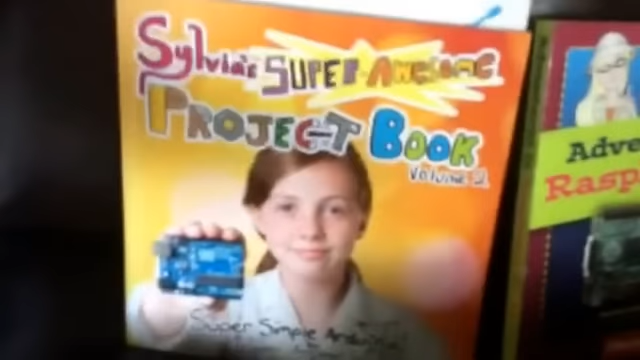 Sylvia's SUPER-AWESOME
PROJECT BOOK
Volume 2
Super Simple
Adve
Rasp